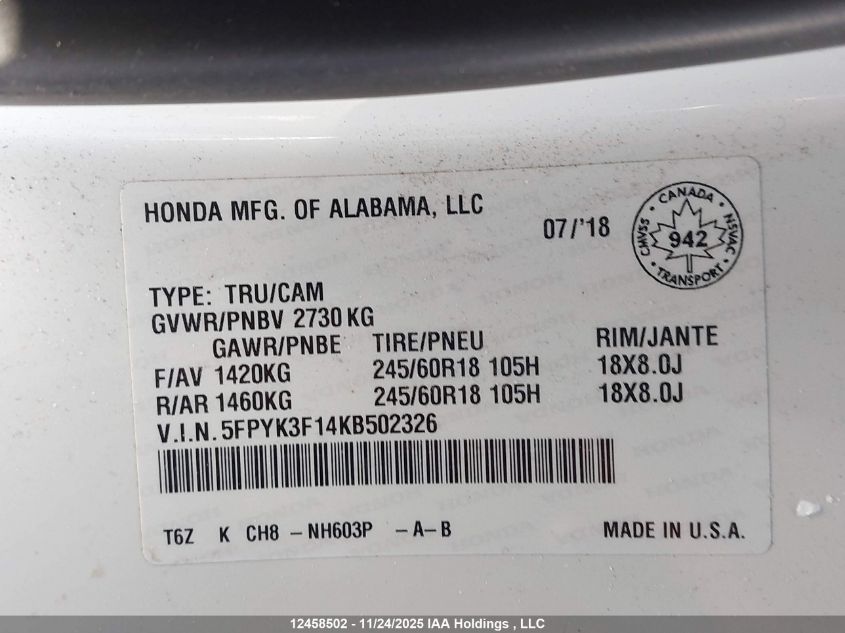 HONDA MFG. OF ALABAMA, LLC
07/'18
CANADA
CMVSS 942 NSVAC
TRANSPORT
TYPE: TRU/CAM
GVWR/PNBV 2730 KG
GAWR/PNBE TIRE/PNEU RIM/JANTE
F/AV 1420KG 245/60R18 105H 18X8.0J
R/AR 1460KG 245/60R18 105H 18X8.0J
V.I.N. 5FPYK3F14KB502326
T6Z K CH8 – NH603P – A – B MADE IN U.S.A.
12458502 - 11/24/2025 IAA Holdings , LLC